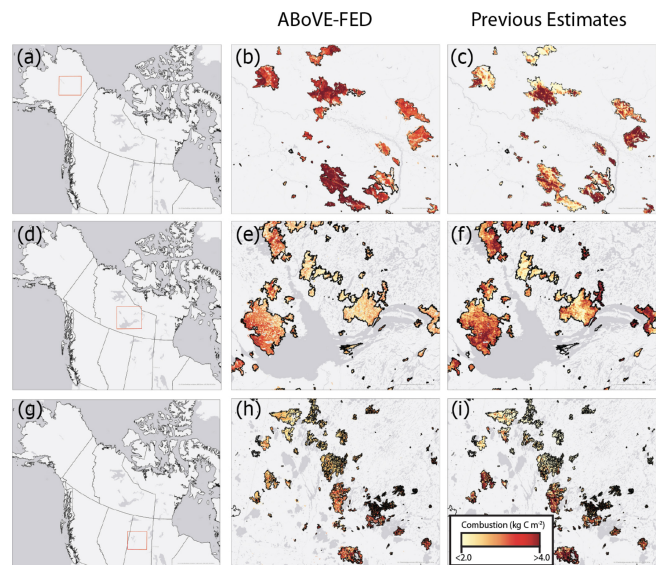 ABoVE-FED Previous Estimates
(a) (b) (c)
(d) (e) (f)
(g) (h) (i)
Combustion (kg C m⁻²)
<2.0 >4.0